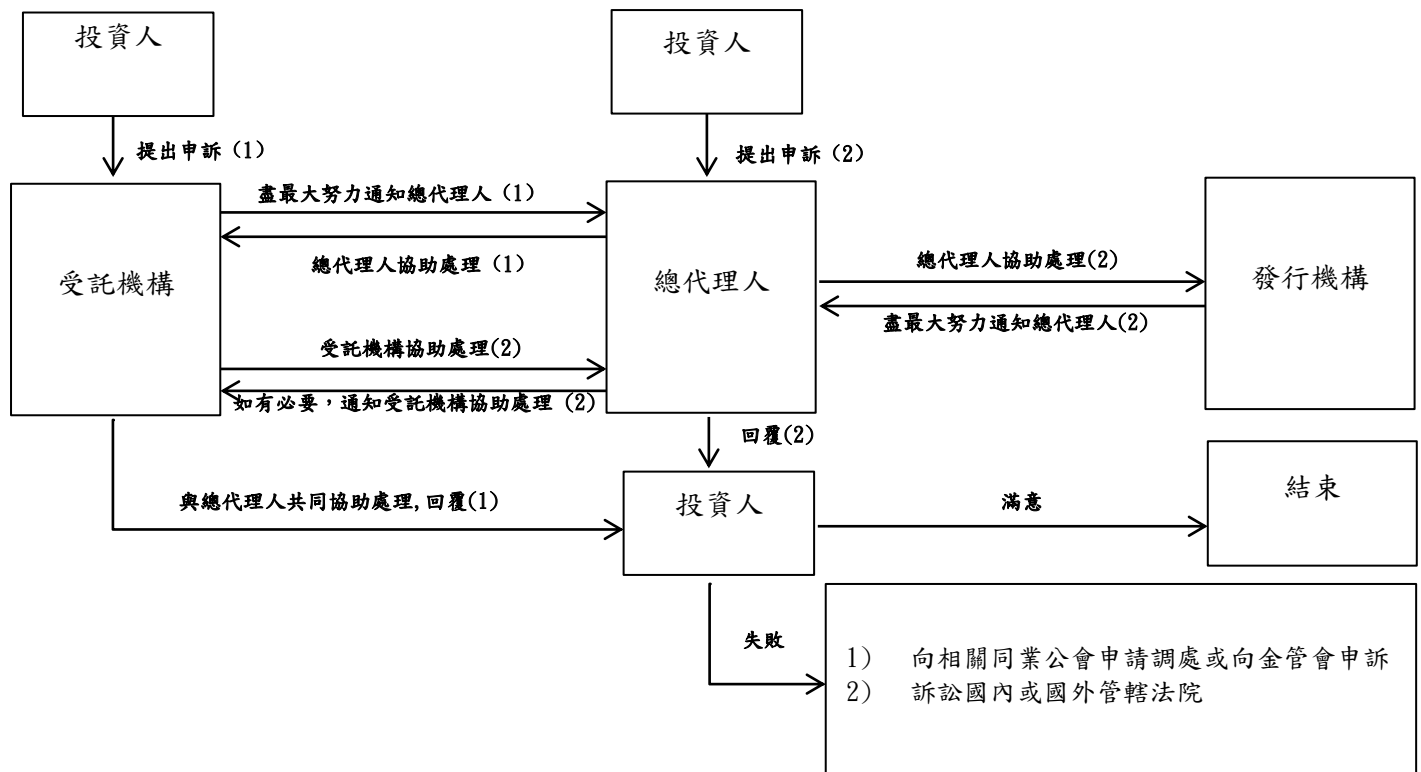 投資人
投資人
提出申訴（1）
提出申訴（2）
盡最大努力通知總代理人（1）
總代理人協助處理（1）
總代理人協助處理(2)
受託機構
總代理人
發行機構
盡最大努力通知總代理人(2)
受託機構協助處理(2)
如有必要，通知受託機構協助處理（2）
回覆(2)
與總代理人共同協助處理,回覆(1)
投資人
滿意
結束
失敗
1) 向相關同業公會申請調處或向金管會申訴
2) 訴訟國內或國外管轄法院